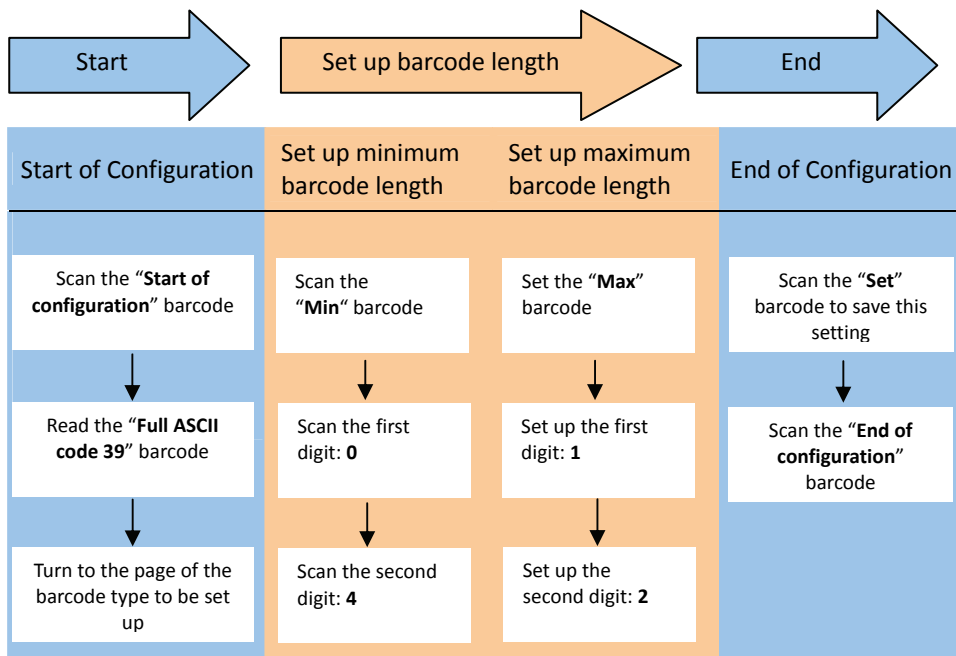 Start
Set up barcode length
End
Start of Configuration
Set up minimum
barcode length
Set up maximum
barcode length
End of Configuration
Scan the “Start of
configuration” barcode
Read the “Full ASCII
code 39” barcode
Turn to the page of the
barcode type to be set
up
Scan the
“Min“ barcode
Scan the first
digit: 0
Scan the second
digit: 4
Set the “Max”
barcode
Set up the first
digit: 1
Set up the
second digit: 2
Scan the “Set”
barcode to save this
setting
Scan the “End of
configuration”
barcode